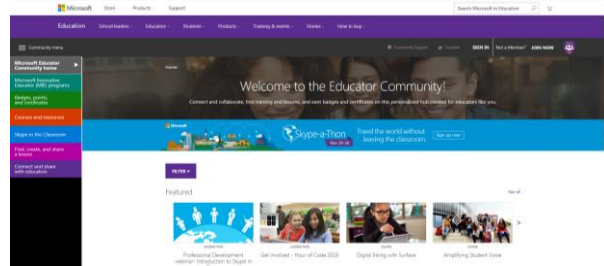 Microsoft Store Products Support
Search Microsoft in Education
Education School leaders Educators Students Products Training & events Stories How to buy
Community menu
Community Support Translate SIGN IN Not a Member? JOIN NOW
Microsoft Educator
Community home
Microsoft Innovative
Educator (MIE) programs
Badges, points,
and certificates
Courses and resources
Skype in the Classroom
Find, create, and share
a lesson
Connect and share
with educators
Home
Welcome to the Educator Community!
Connect and collaborate, find training and lessons, and earn badges and certificates on this personalized hub created for educators like you.
Microsoft
Skype-a-Thon
Nov 13
Travel the world without
leaving the classroom.
Sign up now
FILTER
Featured
See all
Professional Development
webinar- Introduction to Skype in
Get involved - Hour of Code 2018
Digital Inking with Surface
Amplifying Student Voice